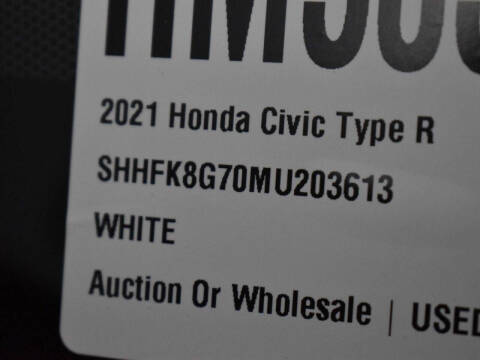 2021 Honda Civic Type R
SHHFK8G70MU203613
WHITE
Auction Or Wholesale | USED